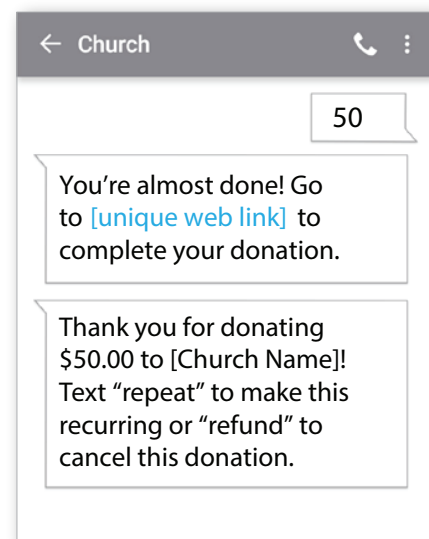 Church
50
You’re almost done! Go
to [unique web link] to
complete your donation.
Thank you for donating
$50.00 to [Church Name]!
Text “repeat” to make this
recurring or “refund” to
cancel this donation.